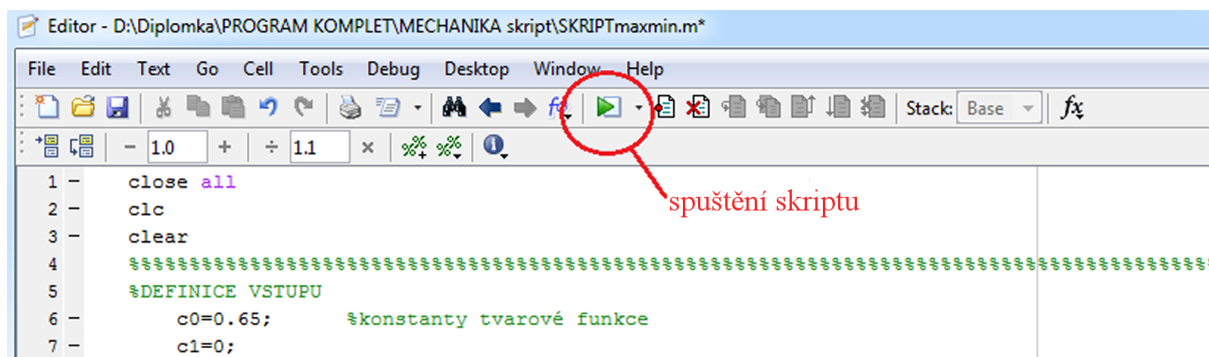 Editor - D:\Diplomka\PROGRAM KOMPLET\MECHANIKA skript\SKRIPTmaxmin.m*
File Edit Text Go Cell Tools Debug Desktop Window Help
Stack: Base fx
- 1.0 + ÷ 1.1 ×
spuštění skriptu
1 - close all
2 - clc
3 - clear
4 %%%%%%%%%%%%%%%%%%%%%%%%%%%%%%%%%%%%%%%%%%%%%%%%%%%%%%%%%%%%%%%%%%%%%%%%%%%%%%%%%%%%%%%%%%
5 %DEFINICE VSTUPU
6 - c0=0.65; %konstanty tvarové funkce
7 - c1=0;